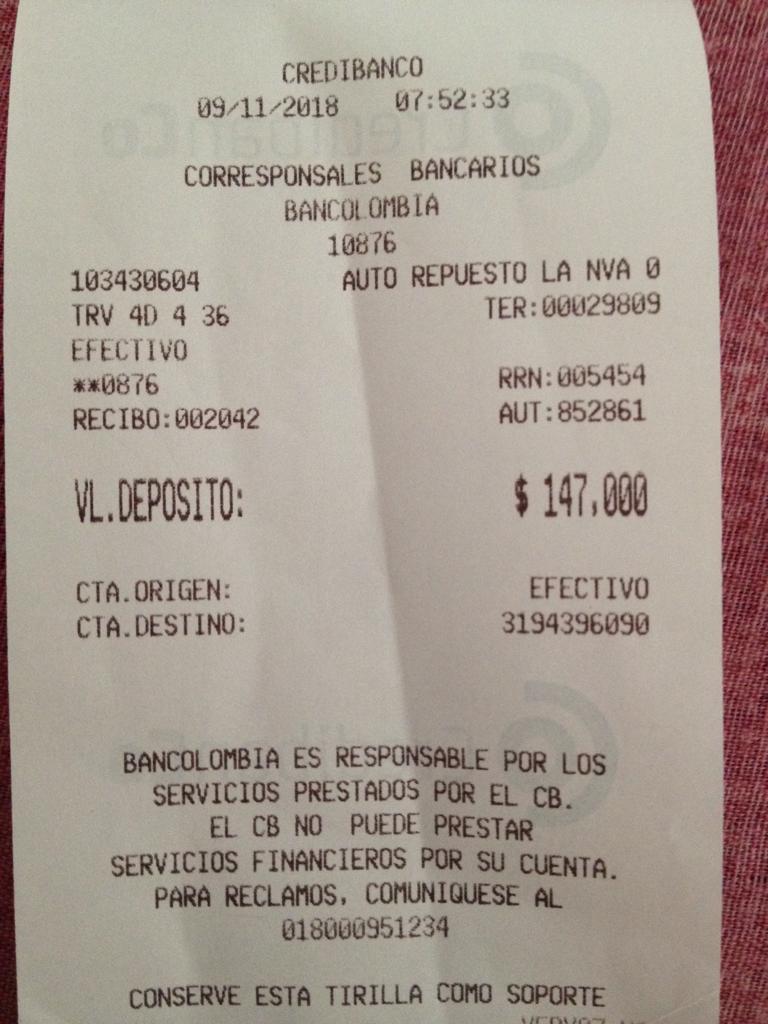 CREDIBANCO
09/11/2018 07:52:33
CORRESPONSALES BANCARIOS
BANCOLOMBIA
10876
103430604 AUTO REPUESTO LA NVA 0
TRV 4D 4 36 TER:00029809
EFECTIVO
**0876 RRN:005454
RECIBO:002042 AUT:852861
VL.DEPOSITO: $ 147,000
CTA.ORIGEN: EFECTIVO
CTA.DESTINO: 3194396090
BANCOLOMBIA ES RESPONSABLE POR LOS
SERVICIOS PRESTADOS POR EL CB.
EL CB NO PUEDE PRESTAR
SERVICIOS FINANCIEROS POR SU CUENTA.
PARA RECLAMOS, COMUNIQUESE AL
018000951234
CONSERVE ESTA TIRILLA COMO SOPORTE